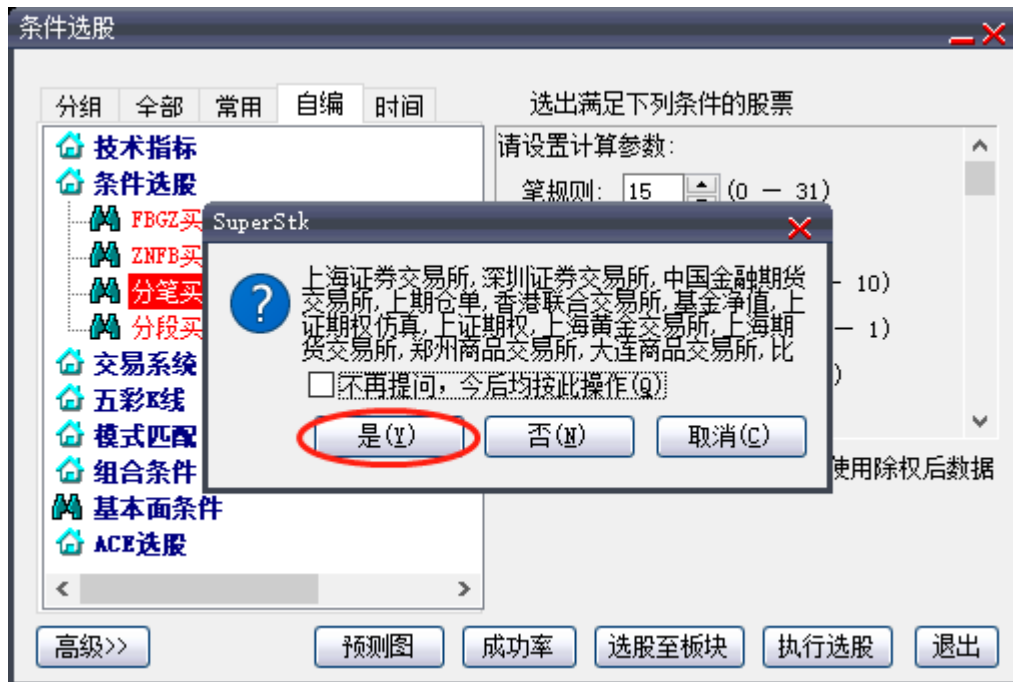 条件选股
分组 全部 常用 自编 时间
选出满足下列条件的股票
技术指标
请设置计算参数:
条件选股
笔规则: 15 (0 — 31)
FBGZ买
SuperStk
ZNFB买
上海证券交易所,深圳证券交易所,中国金融期货
交易所,上期仓单,香港联合交易所,基金净值,上
证期权仿真,上证期权,上海黄金交易所,上海期
货交易所,郑州商品交易所,大连商品交易所,比
分笔买
— 10)
分段买
— 1)
不再提问,今后均按此操作(Q)
交易系统
)
五彩K线
是(Y) 否(N) 取消(C)
模式匹配
组合条件
使用除权后数据
基本面条件
ACE选股
高级>> 预测图 成功率 选股至板块 执行选股 退出